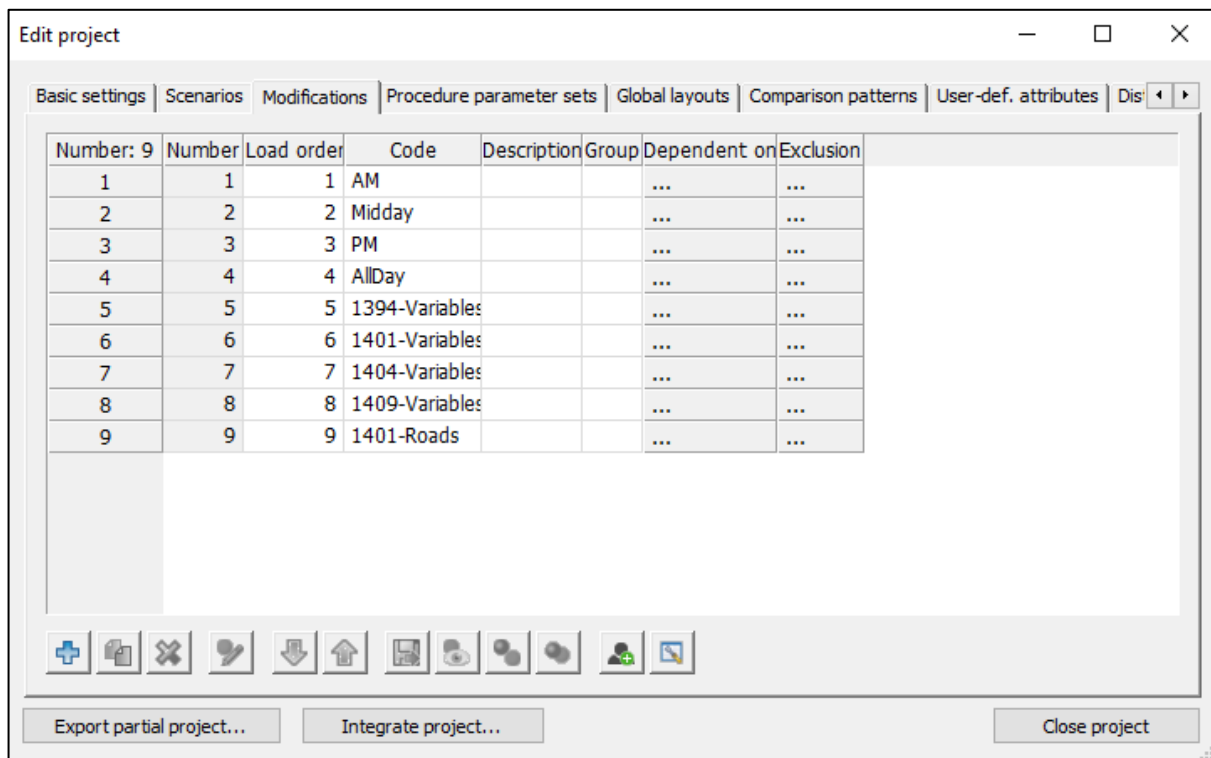 Edit project
Basic settings Scenarios Modifications Procedure parameter sets Global layouts Comparison patterns User-def. attributes Dis
Number: 9 Number Load order Code Description Group Dependent on Exclusion
1 1 1 AM ... ...
2 2 2 Midday ... ...
3 3 3 PM ... ...
4 4 4 AllDay ... ...
5 5 5 1394-Variables ... ...
6 6 6 1401-Variables ... ...
7 7 7 1404-Variables ... ...
8 8 8 1409-Variables ... ...
9 9 9 1401-Roads ... ...
Export partial project... Integrate project... Close project